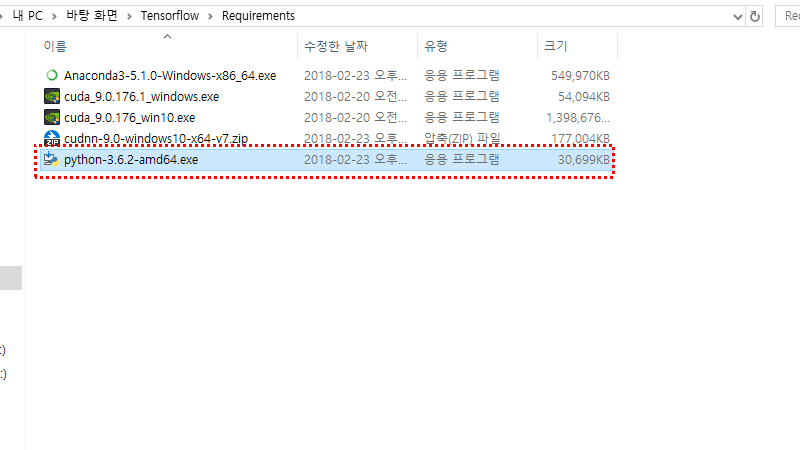 내 PC > 바탕 화면 > Tensorflow > Requirements
이름 수정한 날짜 유형 크기
Anaconda3-5.1.0-Windows-x86_64.exe 2018-02-23 오후... 응용 프로그램 549,970KB
cuda_9.0.176.1_windows.exe 2018-02-20 오전... 응용 프로그램 54,094KB
cuda_9.0.176_win10.exe 2018-02-20 오전... 응용 프로그램 1,398,676...
cudnn-9.0-windows10-x64-v7.zip 2018-02-23 오후... 압축(ZIP) 파일 177,004KB
python-3.6.2-amd64.exe 2018-02-23 오후... 응용 프로그램 30,699KB
:)
:)